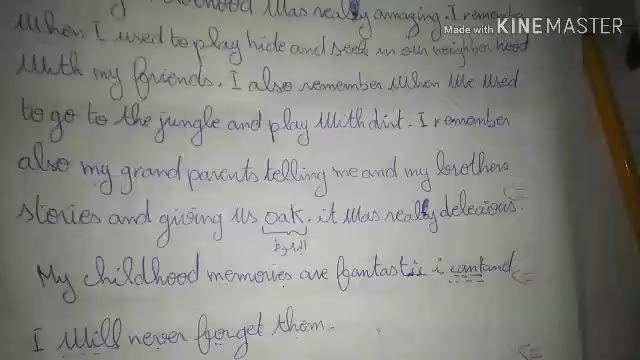 Made with KINEMASTER
was really amazing. I remember
When I used to play hide and seek in our neighbor hood
With my friends. I also remember when we used
to go to the jungle and play With dirt. I remember
also my grand parents telling me and my brothers
stories and giving us oak. it was really delecious.
البلوط
My childhood memories are fantastic i cant and
I Will never forget them.